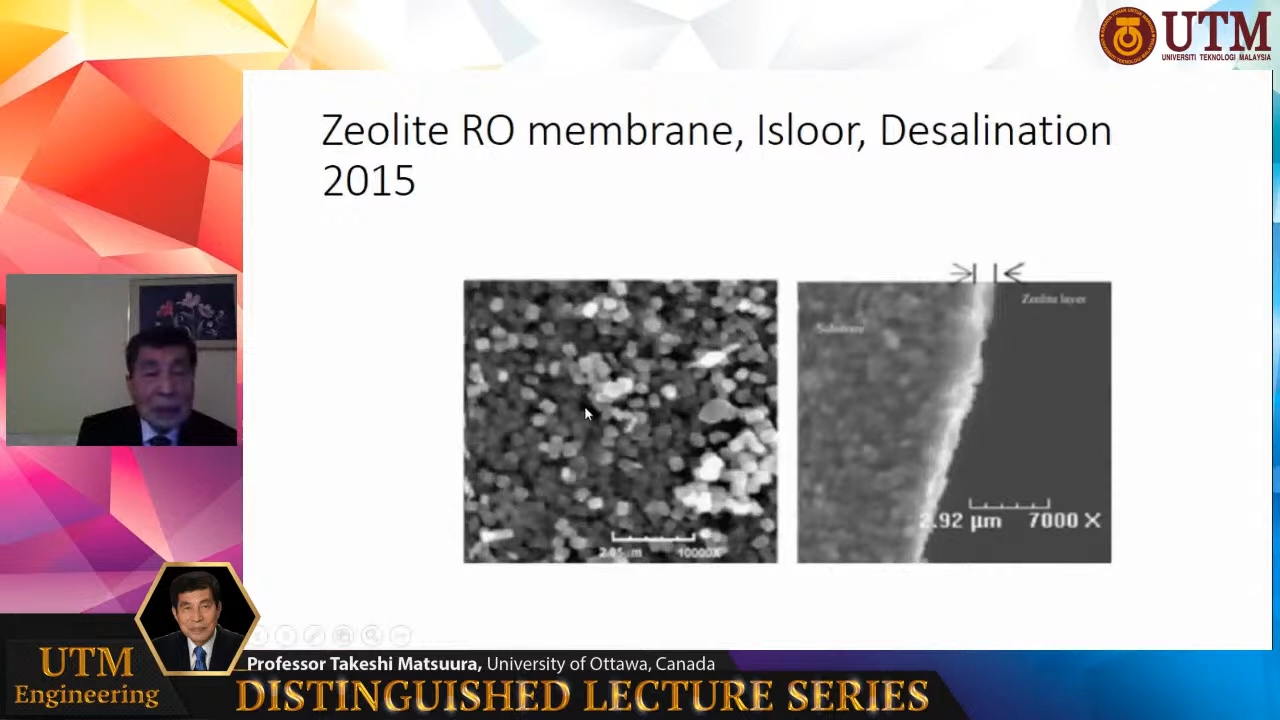 UTM
UNIVERSITI TEKNOLOGI MALAYSIA
Zeolite RO membrane, Isloor, Desalination
2015
Zeolite layer
2.92 µm 7000 X
10000X
UTM
Engineering
Professor Takeshi Matsuura, University of Ottawa, Canada
DISTINGUISHED LECTURE SERIES